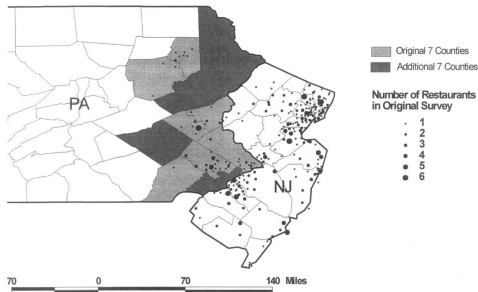 PA
NJ
Original 7 Counties
Additional 7 Counties
Number of Restaurants
in Original Survey
1
2
3
4
5
6
70 0 70 140 Miles